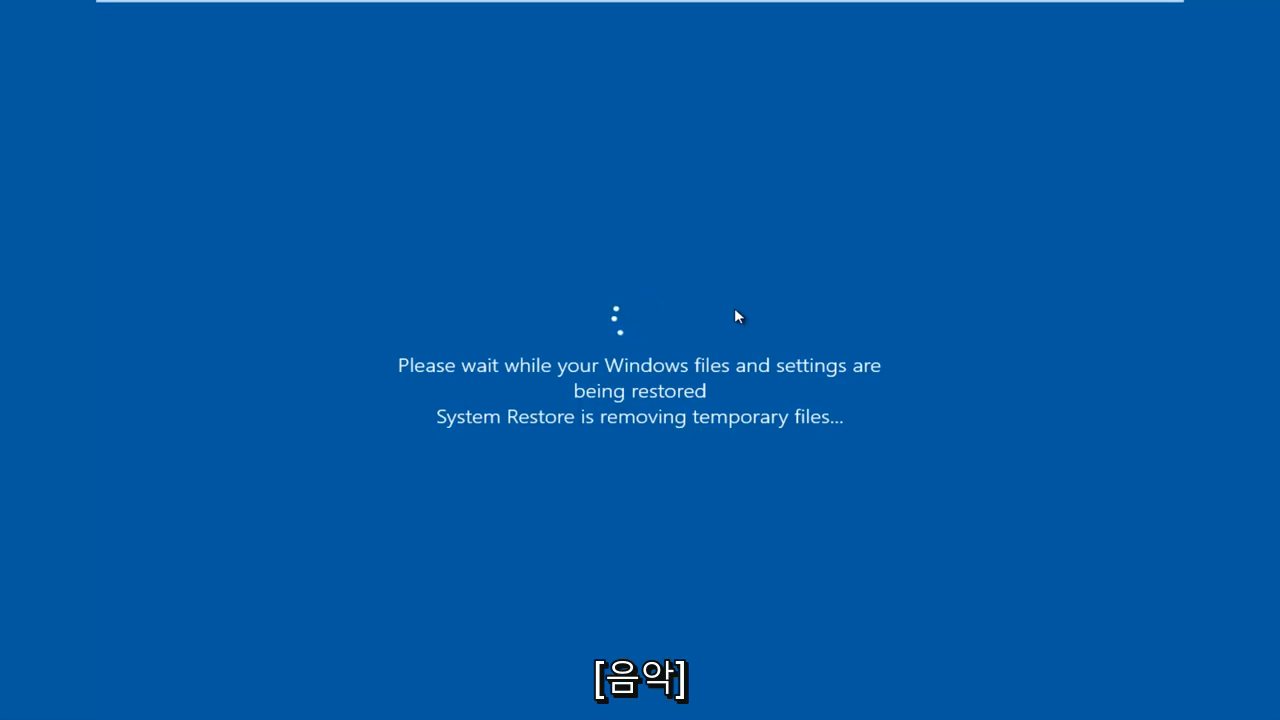 Please wait while your Windows files and settings are
being restored
System Restore is removing temporary files...
[음악]